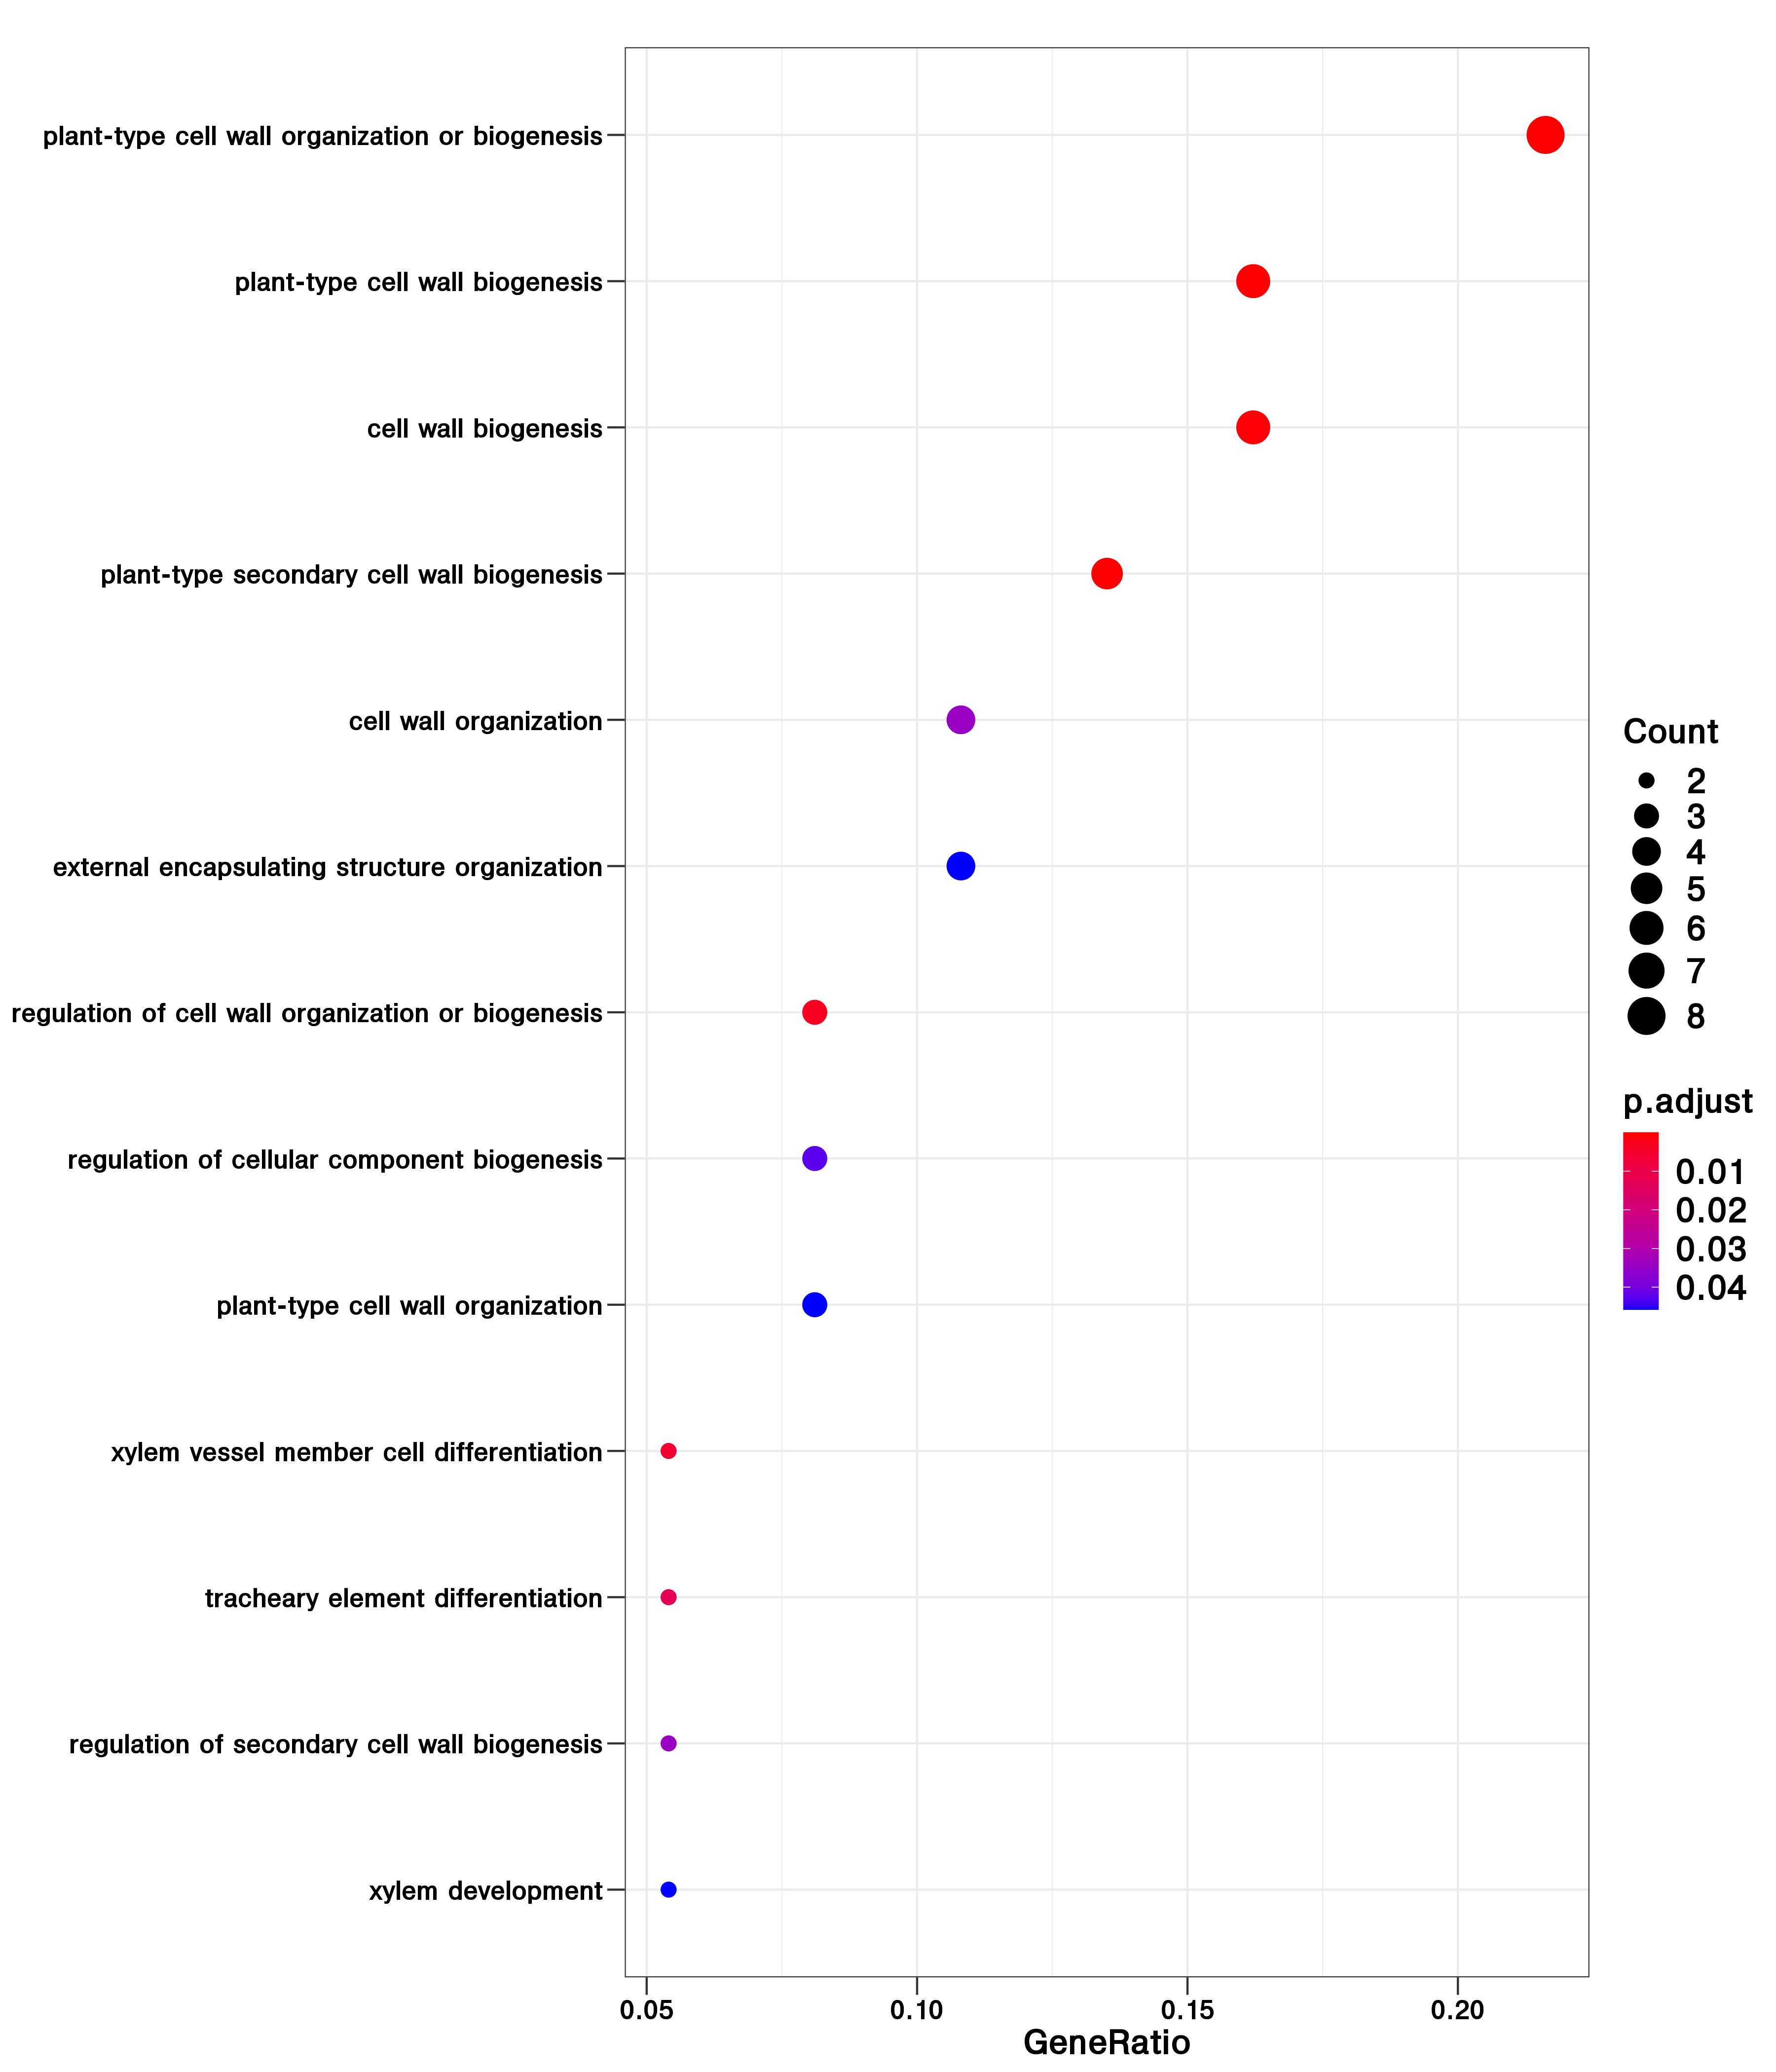 plant-type cell wall organization or biogenesis
plant-type cell wall biogenesis
cell wall biogenesis
plant-type secondary cell wall biogenesis
cell wall organization
external encapsulating structure organization
regulation of cell wall organization or biogenesis
regulation of cellular component biogenesis
plant-type cell wall organization
xylem vessel member cell differentiation
tracheary element differentiation
regulation of secondary cell wall biogenesis
xylem development
0.05 0.10 0.15 0.20
GeneRatio
Count
2
3
4
5
6
7
8
p.adjust
0.01
0.02
0.03
0.04